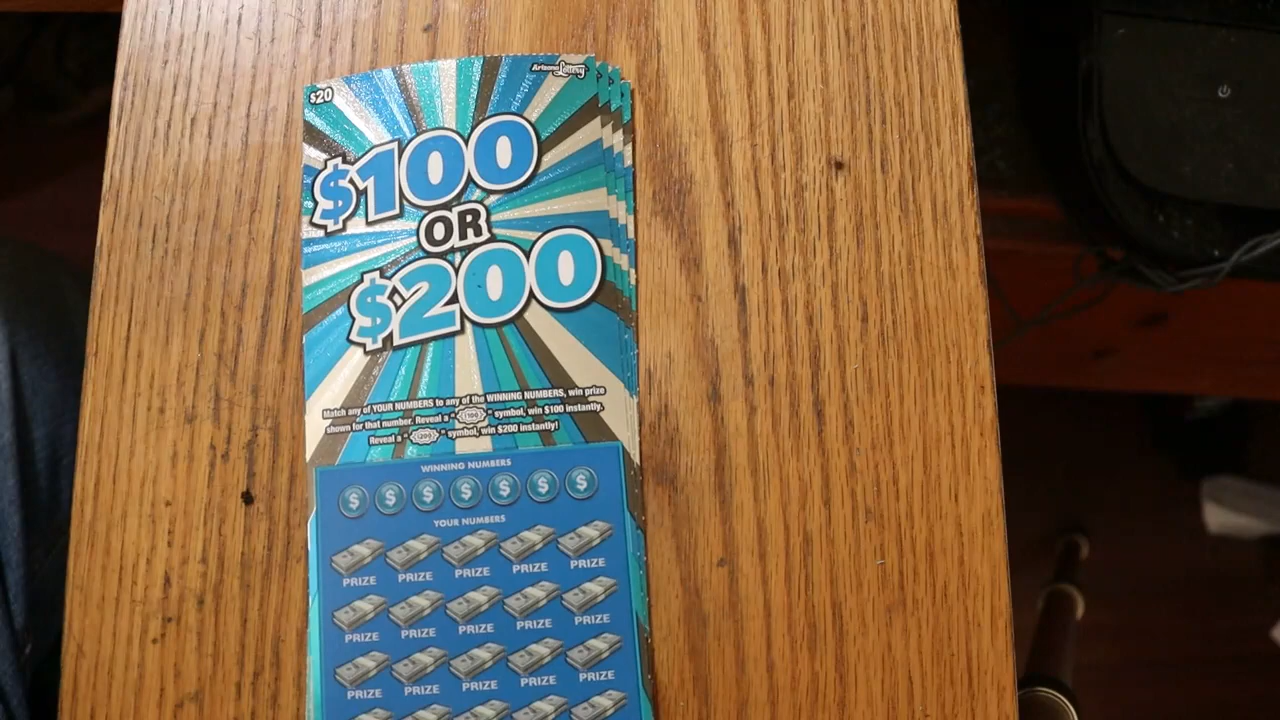 $20
Arizona Lottery
$100
OR
$200
Match any of YOUR NUMBERS to any of the WINNING NUMBERS, win prize
shown for that number. Reveal a "$100" symbol, win $100 instantly.
Reveal a "$200" symbol, win $200 instantly!
WINNING NUMBERS
$ $ $ $ $ $ $
YOUR NUMBERS
PRIZE PRIZE PRIZE PRIZE PRIZE
PRIZE PRIZE PRIZE PRIZE PRIZE
PRIZE PRIZE PRIZE PRIZE PRIZE